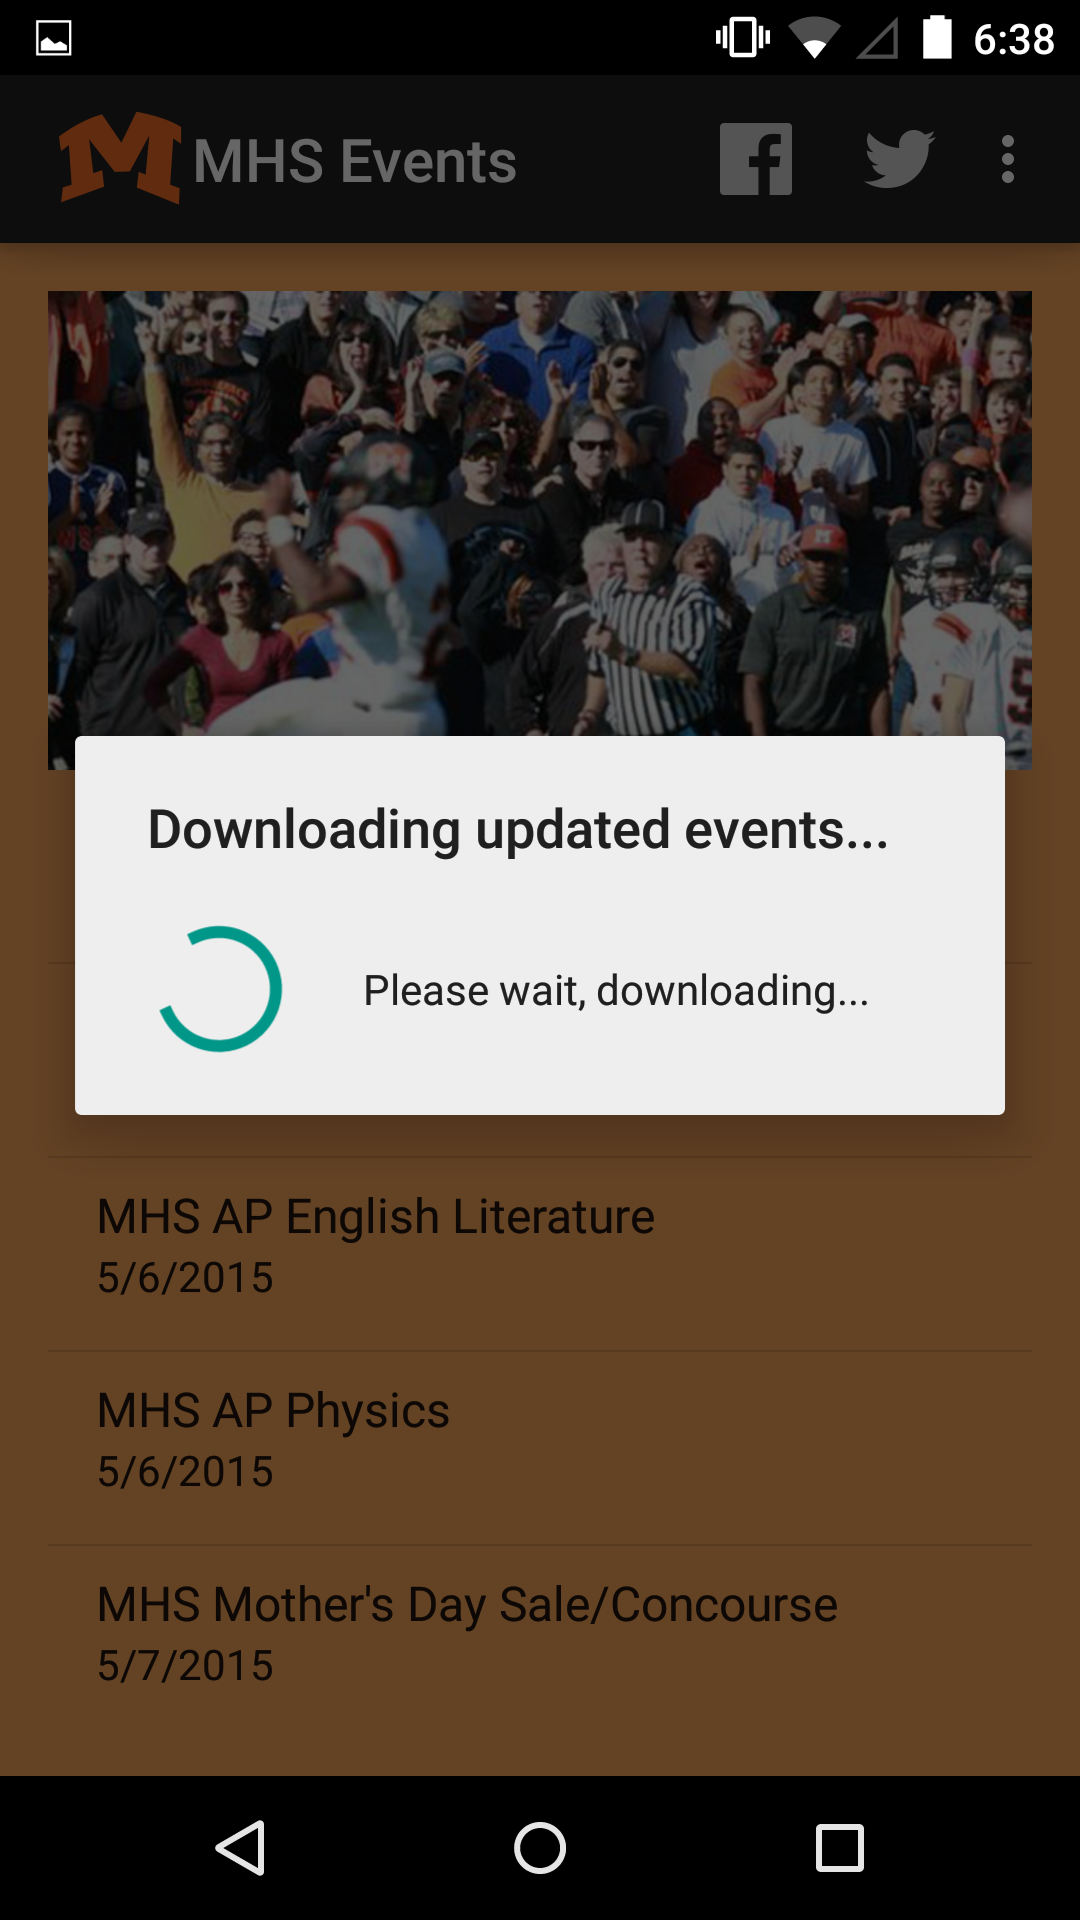 6:38
MHS Events
Downloading updated events...
Please wait, downloading...
MHS AP English Literature
5/6/2015
MHS AP Physics
5/6/2015
MHS Mother's Day Sale/Concourse
5/7/2015